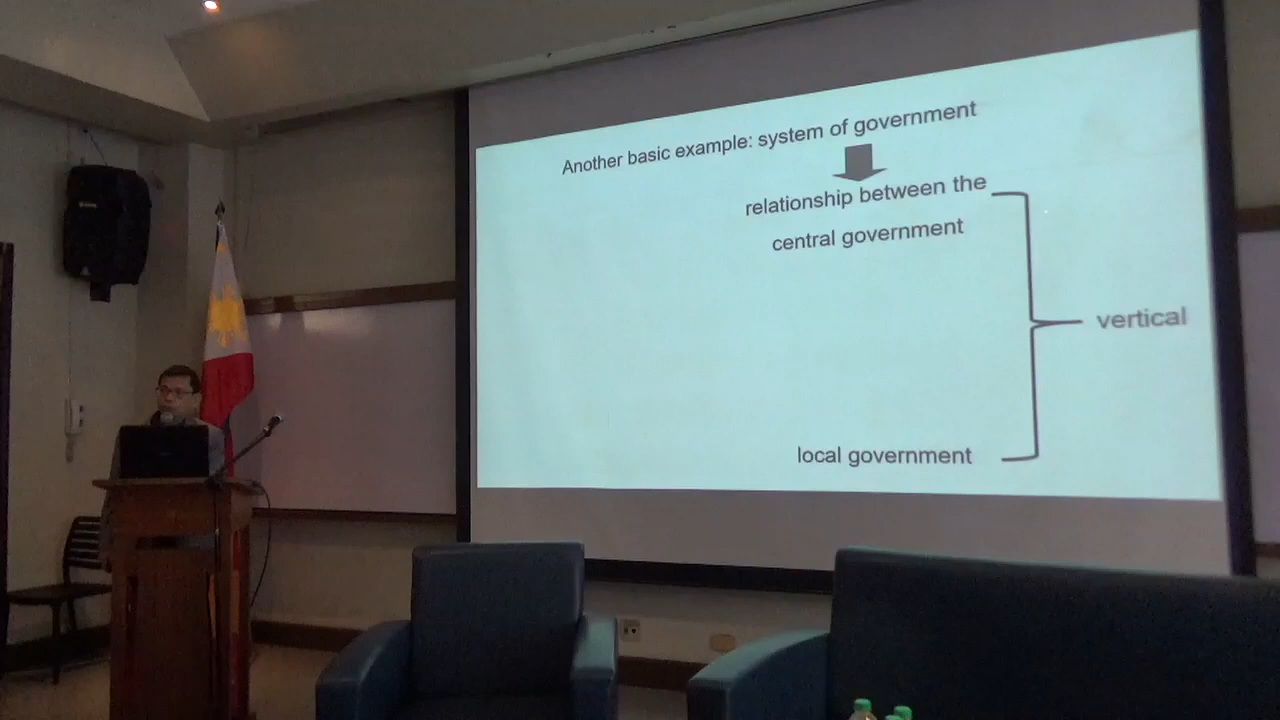 Another basic example: system of government
relationship between the
central government
vertical
local government